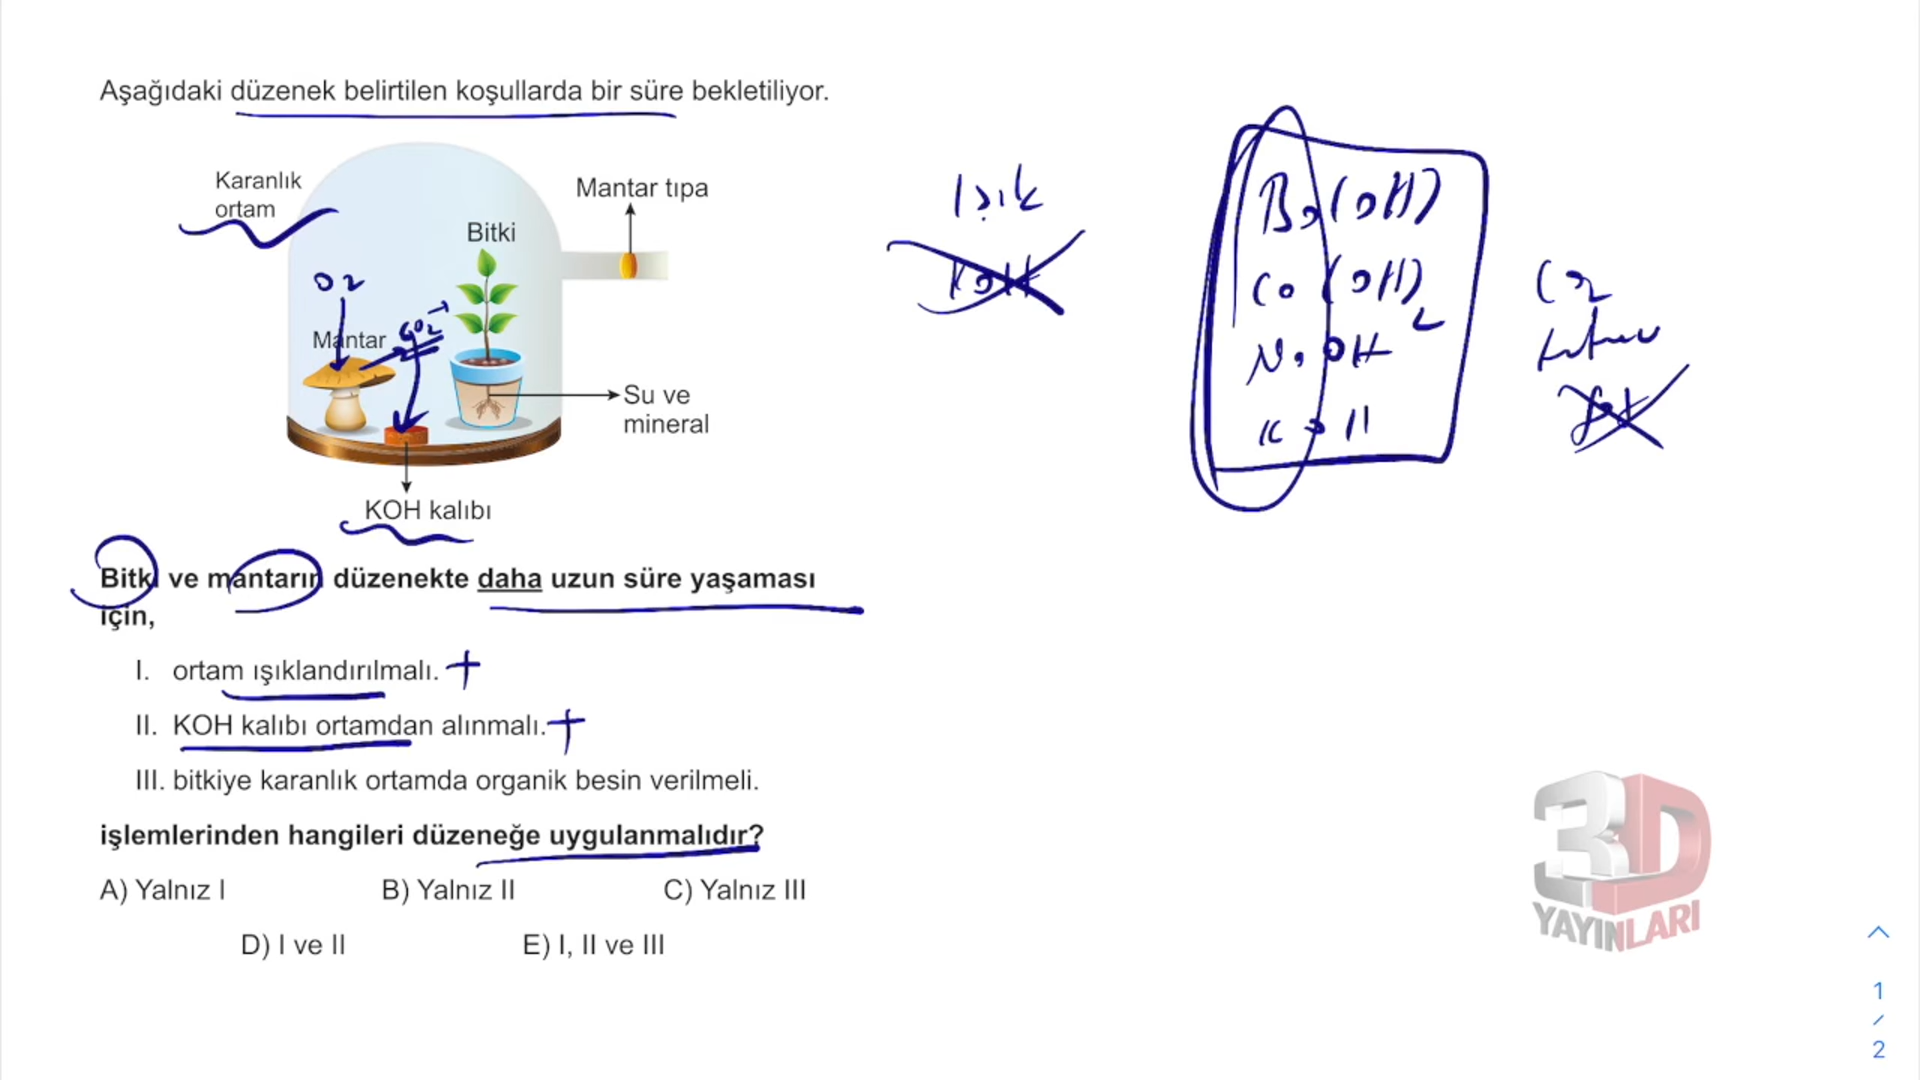 Aşağıdaki düzenek belirtilen koşullarda bir süre bekletiliyor.
Karanlık
ortam
Mantar tıpa
Bitki
O2
Mantar
CO2
Su ve
mineral
KOH kalıbı
Işık
KOH
Ba(OH)
Ca(OH)2
NaOH
KOH
CO2
tutucu
Bitki ve mantarın düzenekte daha uzun süre yaşaması
için,
I. ortam ışıklandırılmalı. +
II. KOH kalıbı ortamdan alınmalı. +
III. bitkiye karanlık ortamda organik besin verilmeli.
işlemlerinden hangileri düzeneğe uygulanmalıdır?
A) Yalnız I B) Yalnız II C) Yalnız III
D) I ve II E) I, II ve III
3D
YAYINLARI
1
/
2